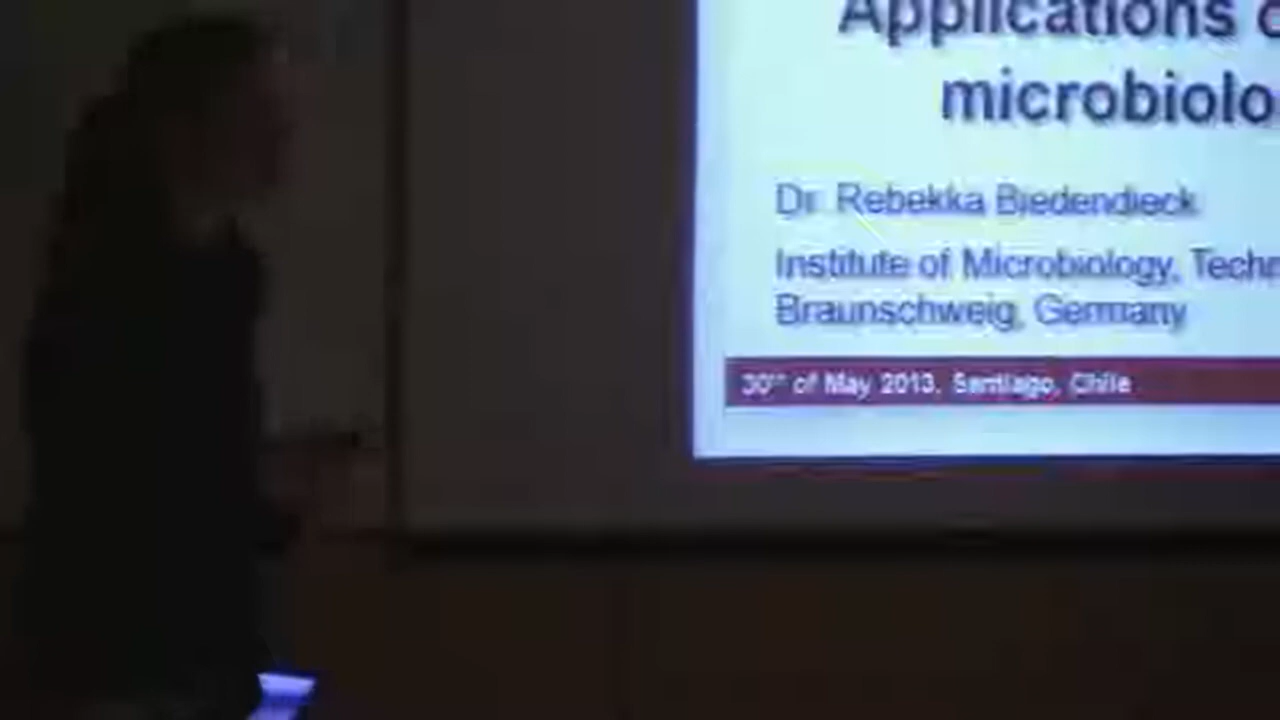 Applications
microbiolo
Dr. Rebekka Biedendieck
Institute of Microbiology, Techn
Braunschweig, Germany
30th of May 2013, Santiago, Chile